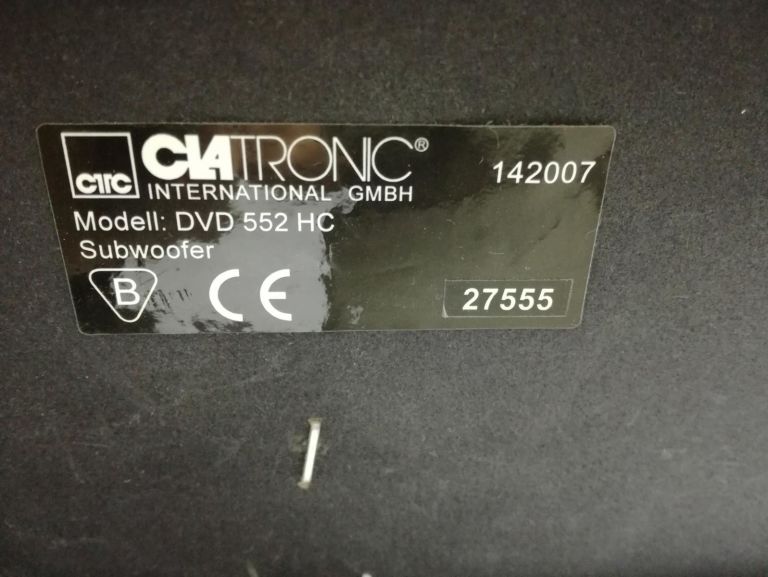 CTC CLATRONIC® 142007
INTERNATIONAL GMBH
Modell: DVD 552 HC
Subwoofer
B CE 27555